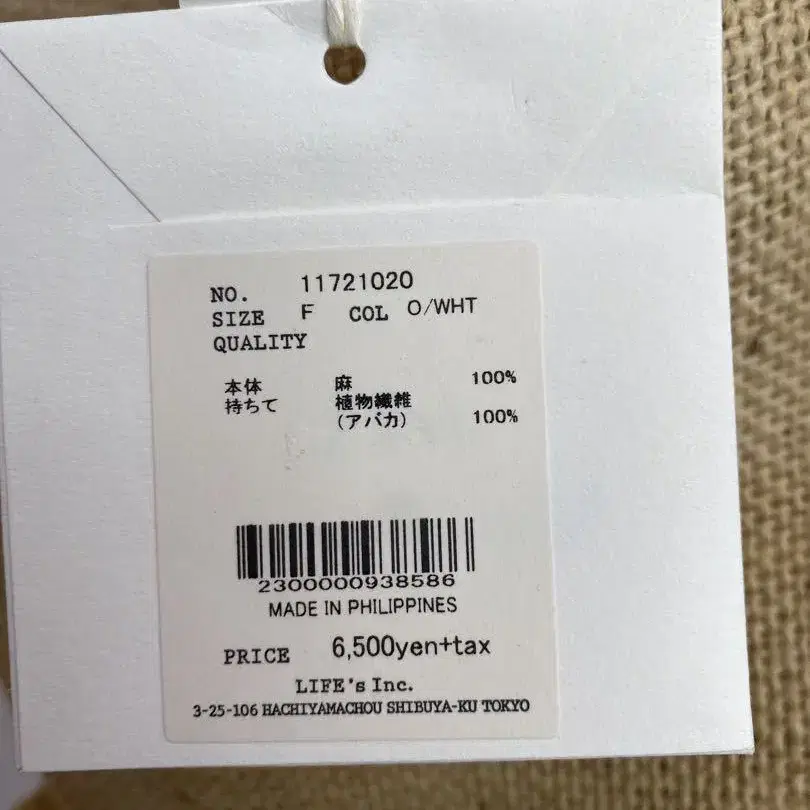 NO. 11721020
SIZE F COL O/WHT
QUALITY
本体 麻 100%
持ちて 植物繊維
(アバカ) 100%
2300000938586
MADE IN PHILIPPINES
PRICE 6,500yen+tax
LIFE's Inc.
3-25-106 HACHIYAMACHOU SHIBUYA-KU TOKYO